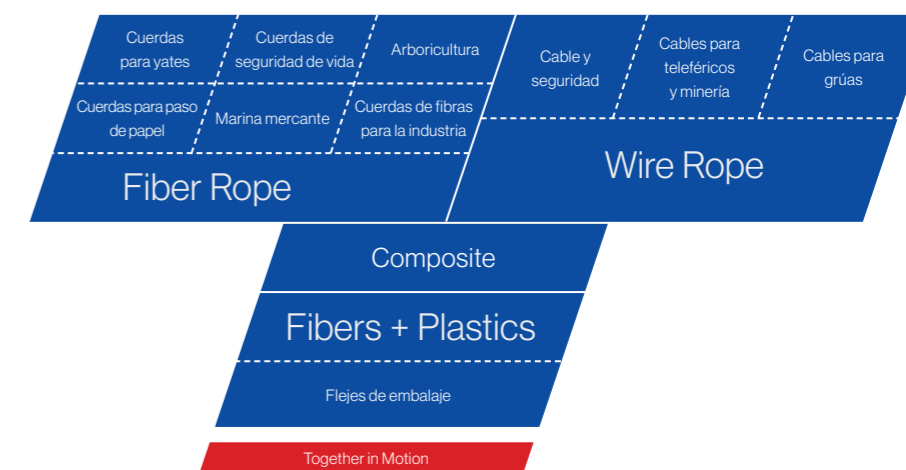 Cuerdas
para yates
Cuerdas de
seguridad de vida
Arboricultura
Cuerdas para paso
de papel
Marina mercante
Cuerdas de fibras
para la industria
Fiber Rope
Cable y
seguridad
Cables para
teleféricos
y minería
Cables para
grúas
Wire Rope
Composite
Fibers + Plastics
Flejes de embalaje
Together in Motion